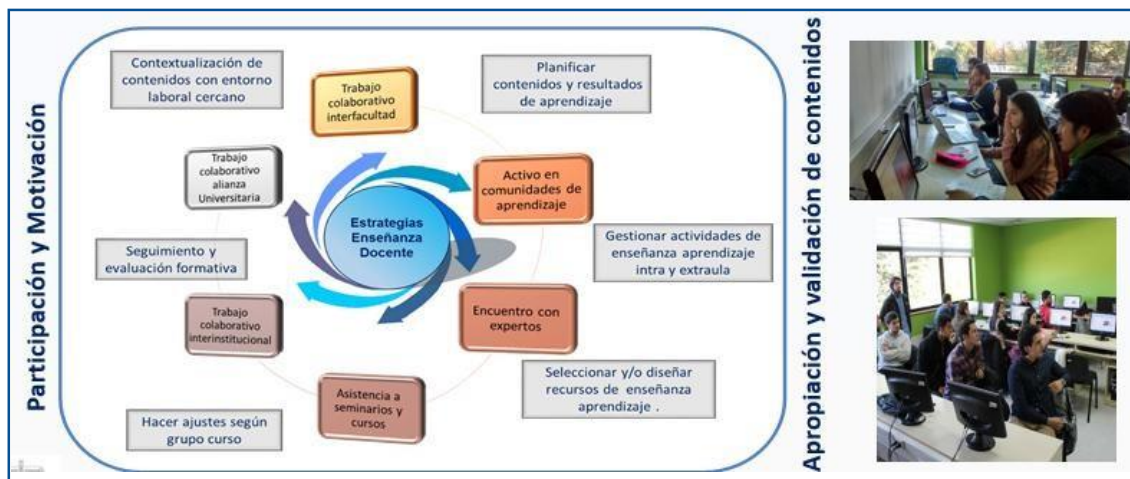 Participación y Motivación
Contextualización de
contenidos con entorno
laboral cercano
Trabajo
colaborativo
interfacultad
Planificar
contenidos y resultados
de aprendizaje
Trabajo
colaborativo
alianza
Universitaria
Activo en
comunidades de
aprendizaje
Estrategias
Enseñanza
Docente
Seguimiento y
evaluación formativa
Gestionar actividades de
enseñanza aprendizaje
intra y extraula
Trabajo
colaborativo
interinstitucional
Encuentro con
expertos
Asistencia a
seminarios y
cursos
Seleccionar y/o diseñar
recursos de enseñanza
aprendizaje .
Hacer ajustes según
grupo curso
Apropiación y validación de contenidos